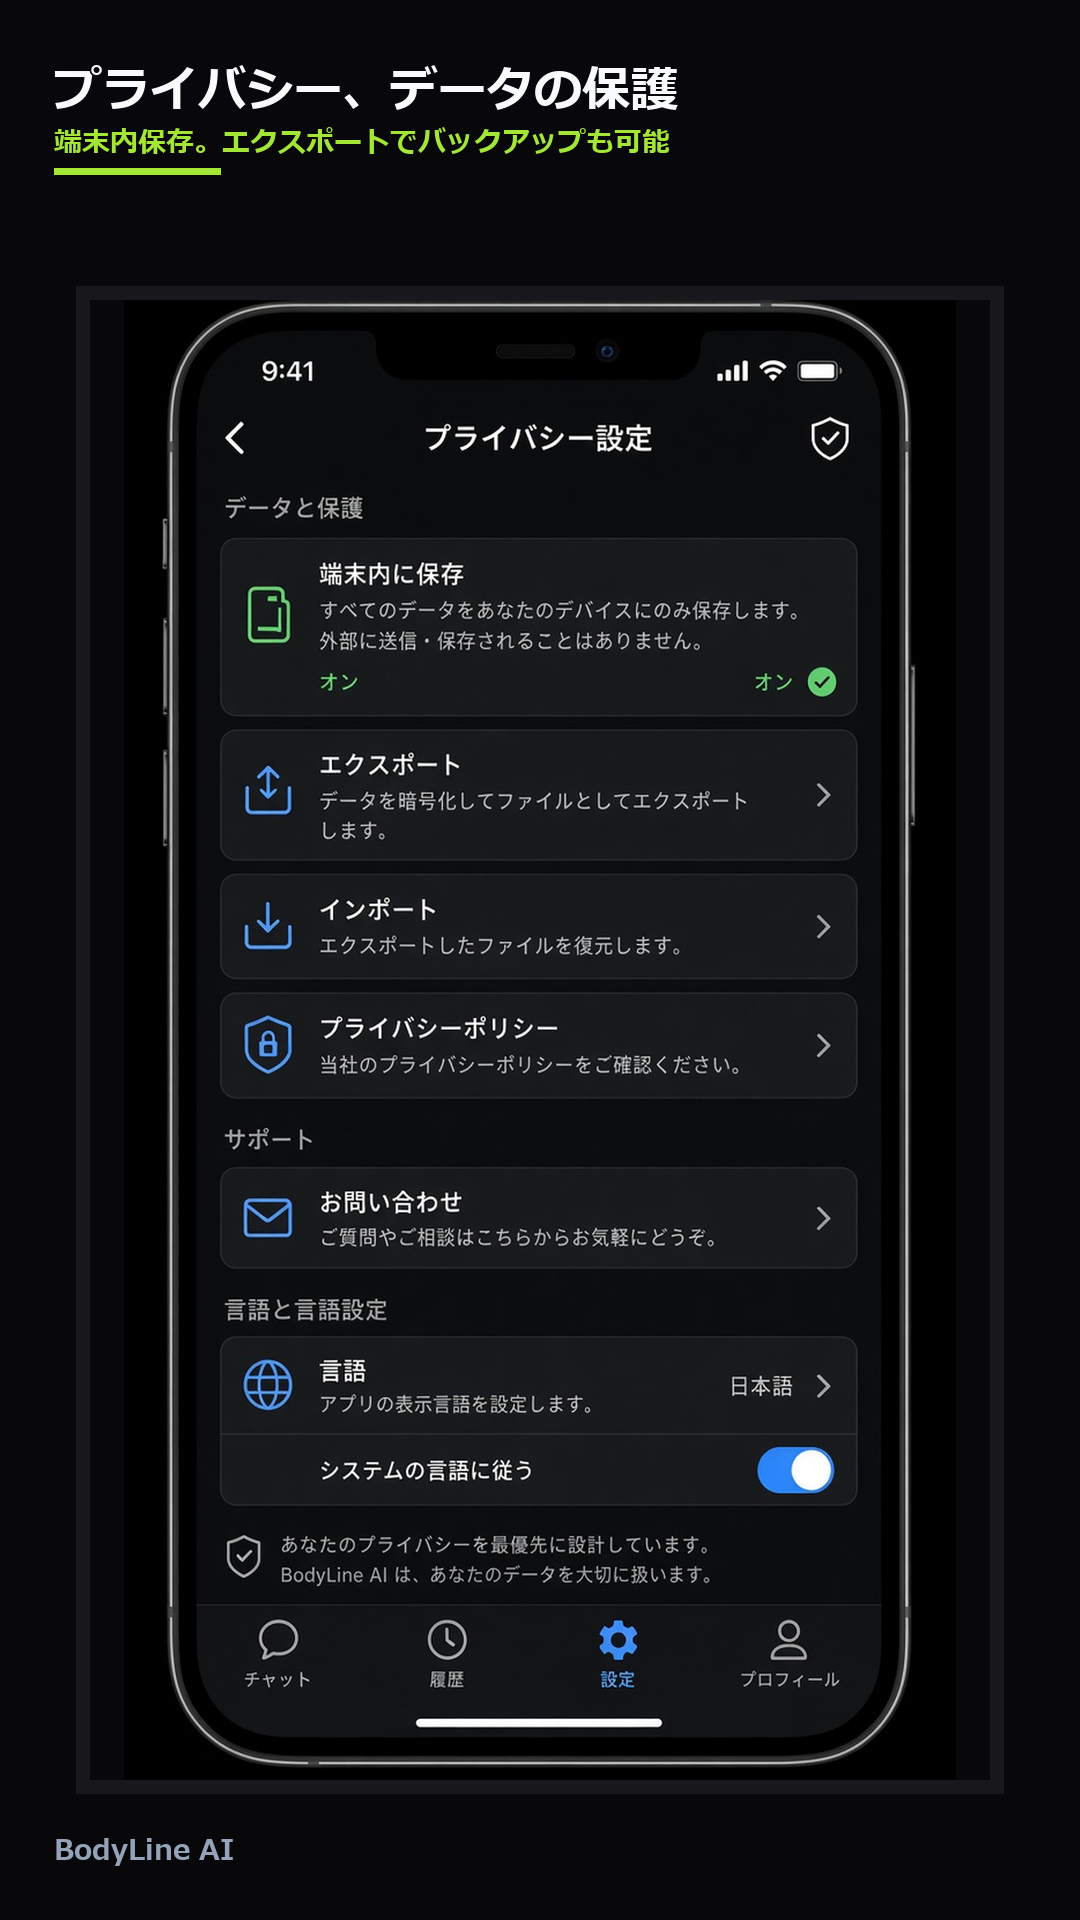 プライバシー、データの保護
端末内保存。エクスポートでバックアップも可能
9:41
プライバシー設定
データと保護
端末内に保存
すべてのデータをあなたのデバイスにのみ保存します。
外部に送信・保存されることはありません。
オン
オン
エクスポート
データを暗号化してファイルとしてエクスポート
します。
インポート
エクスポートしたファイルを復元します。
プライバシーポリシー
当社のプライバシーポリシーをご確認ください。
サポート
お問い合わせ
ご質問やご相談はこちらからお気軽にどうぞ。
言語と言語設定
言語
アプリの表示言語を設定します。
日本語
システムの言語に従う
あなたのプライバシーを最優先に設計しています。
BodyLine AI は、あなたのデータを大切に扱います。
チャット
履歴
設定
プロフィール
BodyLine AI